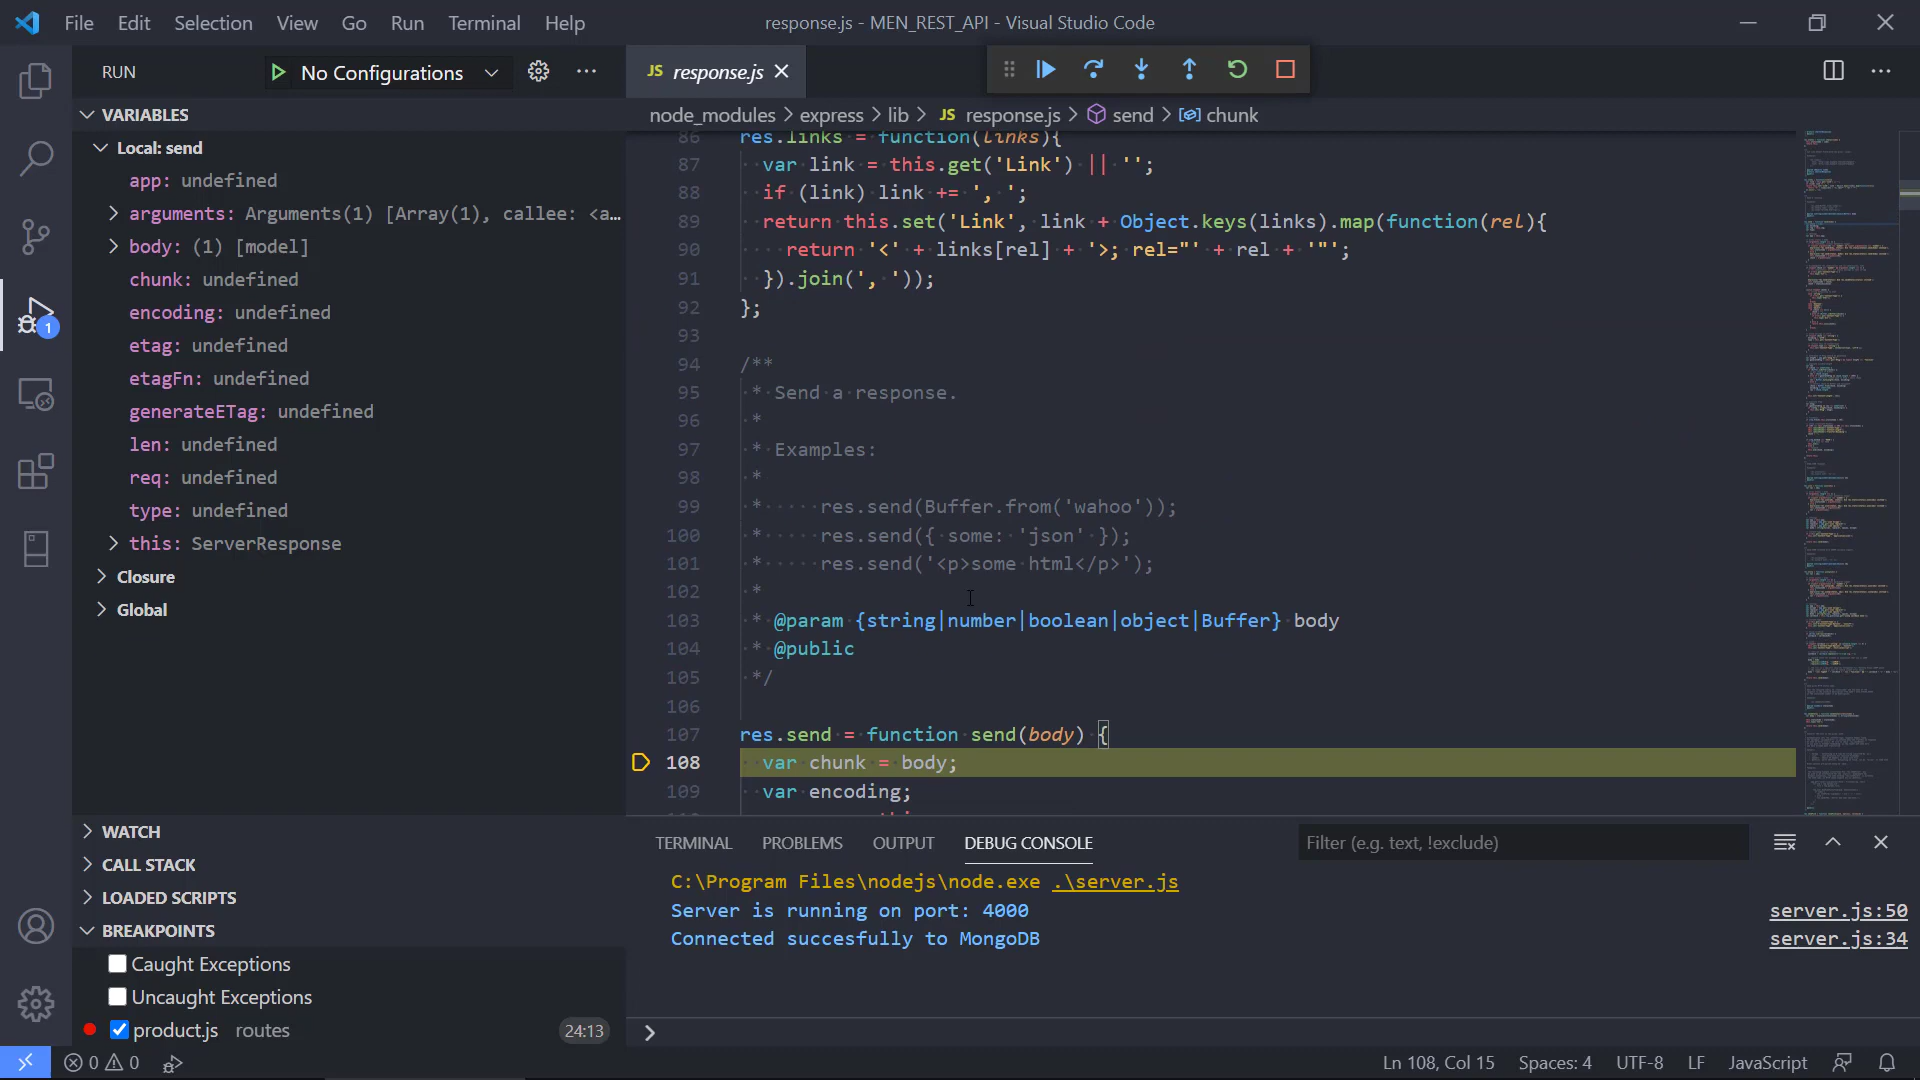 File Edit Selection View Go Run Terminal Help
response.js - MEN_REST_API - Visual Studio Code
RUN
No Configurations
JS response.js
VARIABLES
Local: send
app: undefined
arguments: Arguments(1) [Array(1), callee: <a…
body: (1) [model]
chunk: undefined
encoding: undefined
etag: undefined
etagFn: undefined
generateETag: undefined
len: undefined
req: undefined
type: undefined
this: ServerResponse
Closure
Global
WATCH
CALL STACK
LOADED SCRIPTS
BREAKPOINTS
Caught Exceptions
Uncaught Exceptions
product.js routes 24:13
1
node_modules > express > lib > JS response.js > send > chunk
86 res.links = function(links){
87 var link = this.get('Link') || '';
88 if (link) link += ', ';
89 return this.set('Link', link + Object.keys(links).map(function(rel){
90 return '<' + links[rel] + '>; rel="' + rel + '"';
91 }).join(', '));
92 };
93
94 /**
95 * Send a response.
96 *
97 * Examples:
98 *
99 * res.send(Buffer.from('wahoo'));
100 * res.send({ some: 'json' });
101 * res.send('<p>some html</p>');
102 *
103 * @param {string|number|boolean|object|Buffer} body
104 * @public
105 */
106
107 res.send = function send(body) {
108 var chunk = body;
109 var encoding;
TERMINAL PROBLEMS OUTPUT DEBUG CONSOLE
Filter (e.g. text, !exclude)
C:\Program Files\nodejs\node.exe .\server.js
Server is running on port: 4000 server.js:50
Connected succesfully to MongoDB server.js:34
0 0
Ln 108, Col 15 Spaces: 4 UTF-8 LF JavaScript